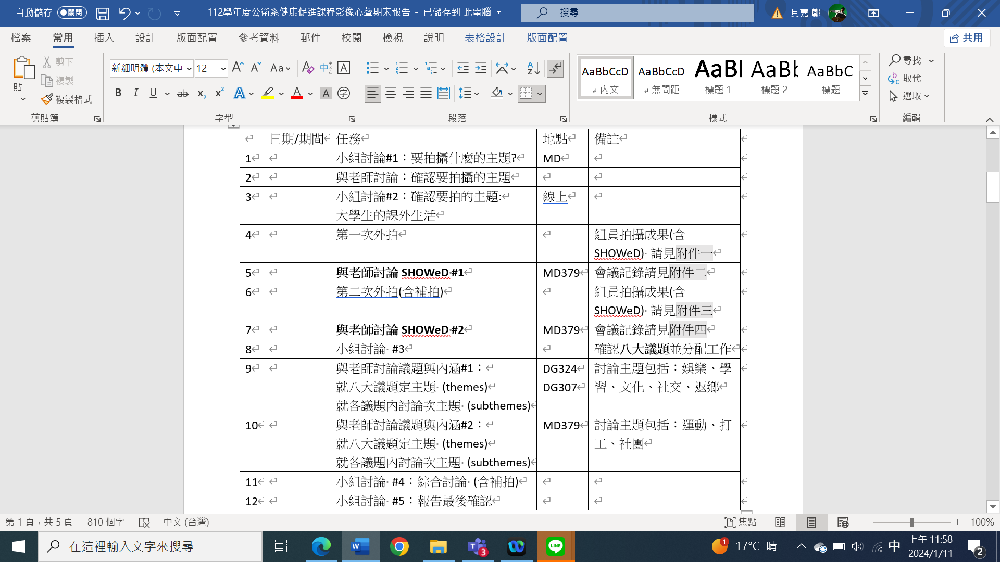 自動儲存 關閉 112學年度公衛系健康促進課程影像心聲期末報告 - 已儲存到 此電腦 搜尋 其嘉 鄭
檔案 常用 插入 設計 版面配置 參考資料 郵件 校閱 檢視 說明 表格設計 版面配置 共用
貼上 剪下 複製 複製格式
新細明體 (本文中 12
AaBbCcD AaBbCcD AaBl AaBk AaBbC
內文 無間距 標題 1 標題 2 標題
尋找
取代
選取
剪貼簿 字型 段落 樣式 編輯
日期/期間 任務 地點 備註
1 小組討論#1：要拍攝什麼的主題? MD
2 與老師討論：確認要拍攝的主題
3 小組討論#2：確認要拍的主題: 線上
大學生的課外生活
4 第一次外拍 組員拍攝成果(含
SHOWeD) 請見附件一
5 與老師討論 SHOWeD #1 MD379 會議記錄請見附件二
6 第二次外拍(含補拍) 組員拍攝成果(含
SHOWeD) 請見附件三
7 與老師討論 SHOWeD #2 MD379 會議記錄請見附件四
8 小組討論 #3 確認八大議題並分配工作
9 與老師討論議題與內涵#1： DG324 討論主題包括：娛樂、學
就八大議題定主題 (themes) DG307 習、文化、社交、返鄉
就各議題內討論次主題 (subthemes)
10 與老師討論議題與內涵#2： MD379 討論主題包括：運動、打
就八大議題定主題 (themes) 工、社團
就各議題內討論次主題 (subthemes)
11 小組討論 #4：綜合討論 (含補拍)
12 小組討論 #5：報告最後確認
第 1 頁，共 5 頁 810 個字 中文 (台灣) 焦點 100%
在這裡輸入文字來搜尋 3 LINE 1 17°C 晴 中 上午 11:58
2024/1/11 2